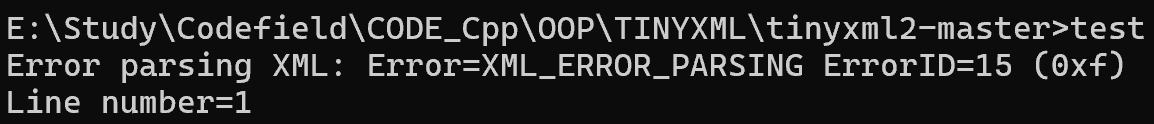 E:\Study\Codefield\CODE_Cpp\OOP\TINYXML\tinyxml2-master>test
Error parsing XML: Error=XML_ERROR_PARSING ErrorID=15 (0xf)
Line number=1